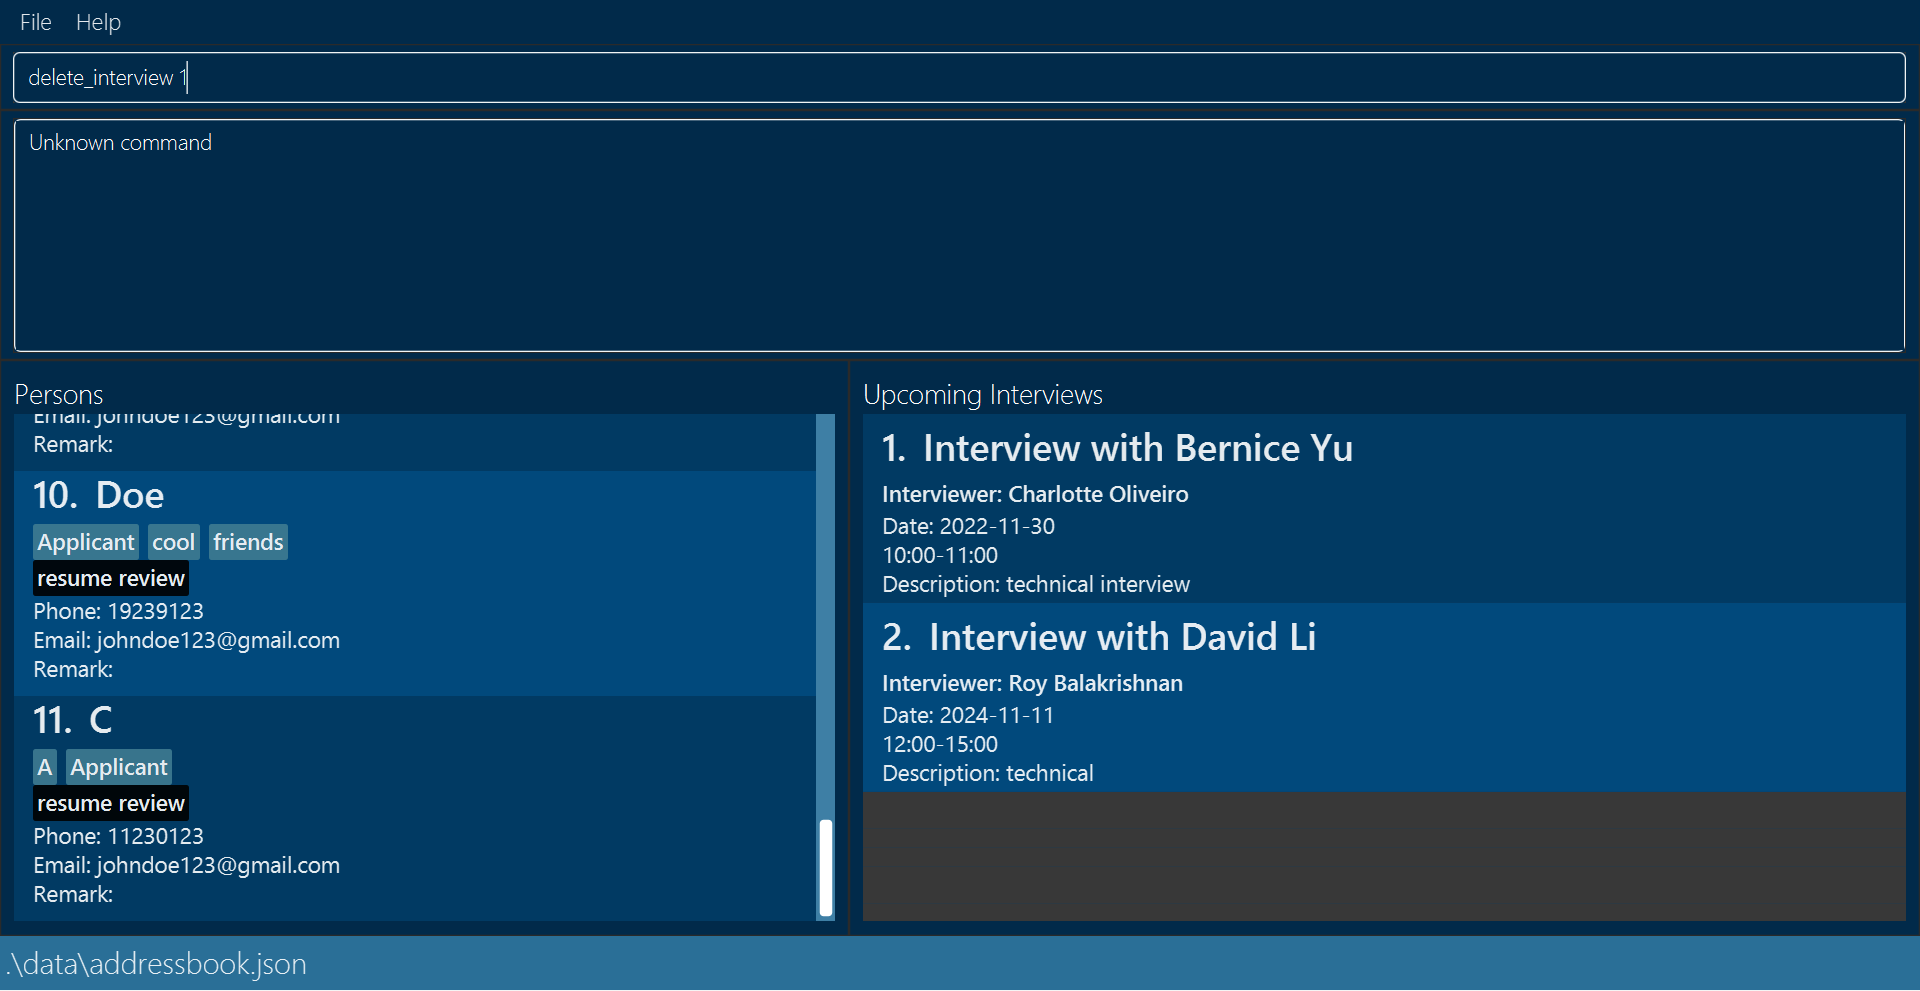 File Help
delete_interview 1
Unknown command
Persons
Email: johndoe123@gmail.com
Remark:
10. Doe
Applicant cool friends
resume review
Phone: 19239123
Email: johndoe123@gmail.com
Remark:
11. C
A Applicant
resume review
Phone: 11230123
Email: johndoe123@gmail.com
Remark:
Upcoming Interviews
1. Interview with Bernice Yu
Interviewer: Charlotte Oliveiro
Date: 2022-11-30
10:00-11:00
Description: technical interview
2. Interview with David Li
Interviewer: Roy Balakrishnan
Date: 2024-11-11
12:00-15:00
Description: technical
.\data\addressbook.json